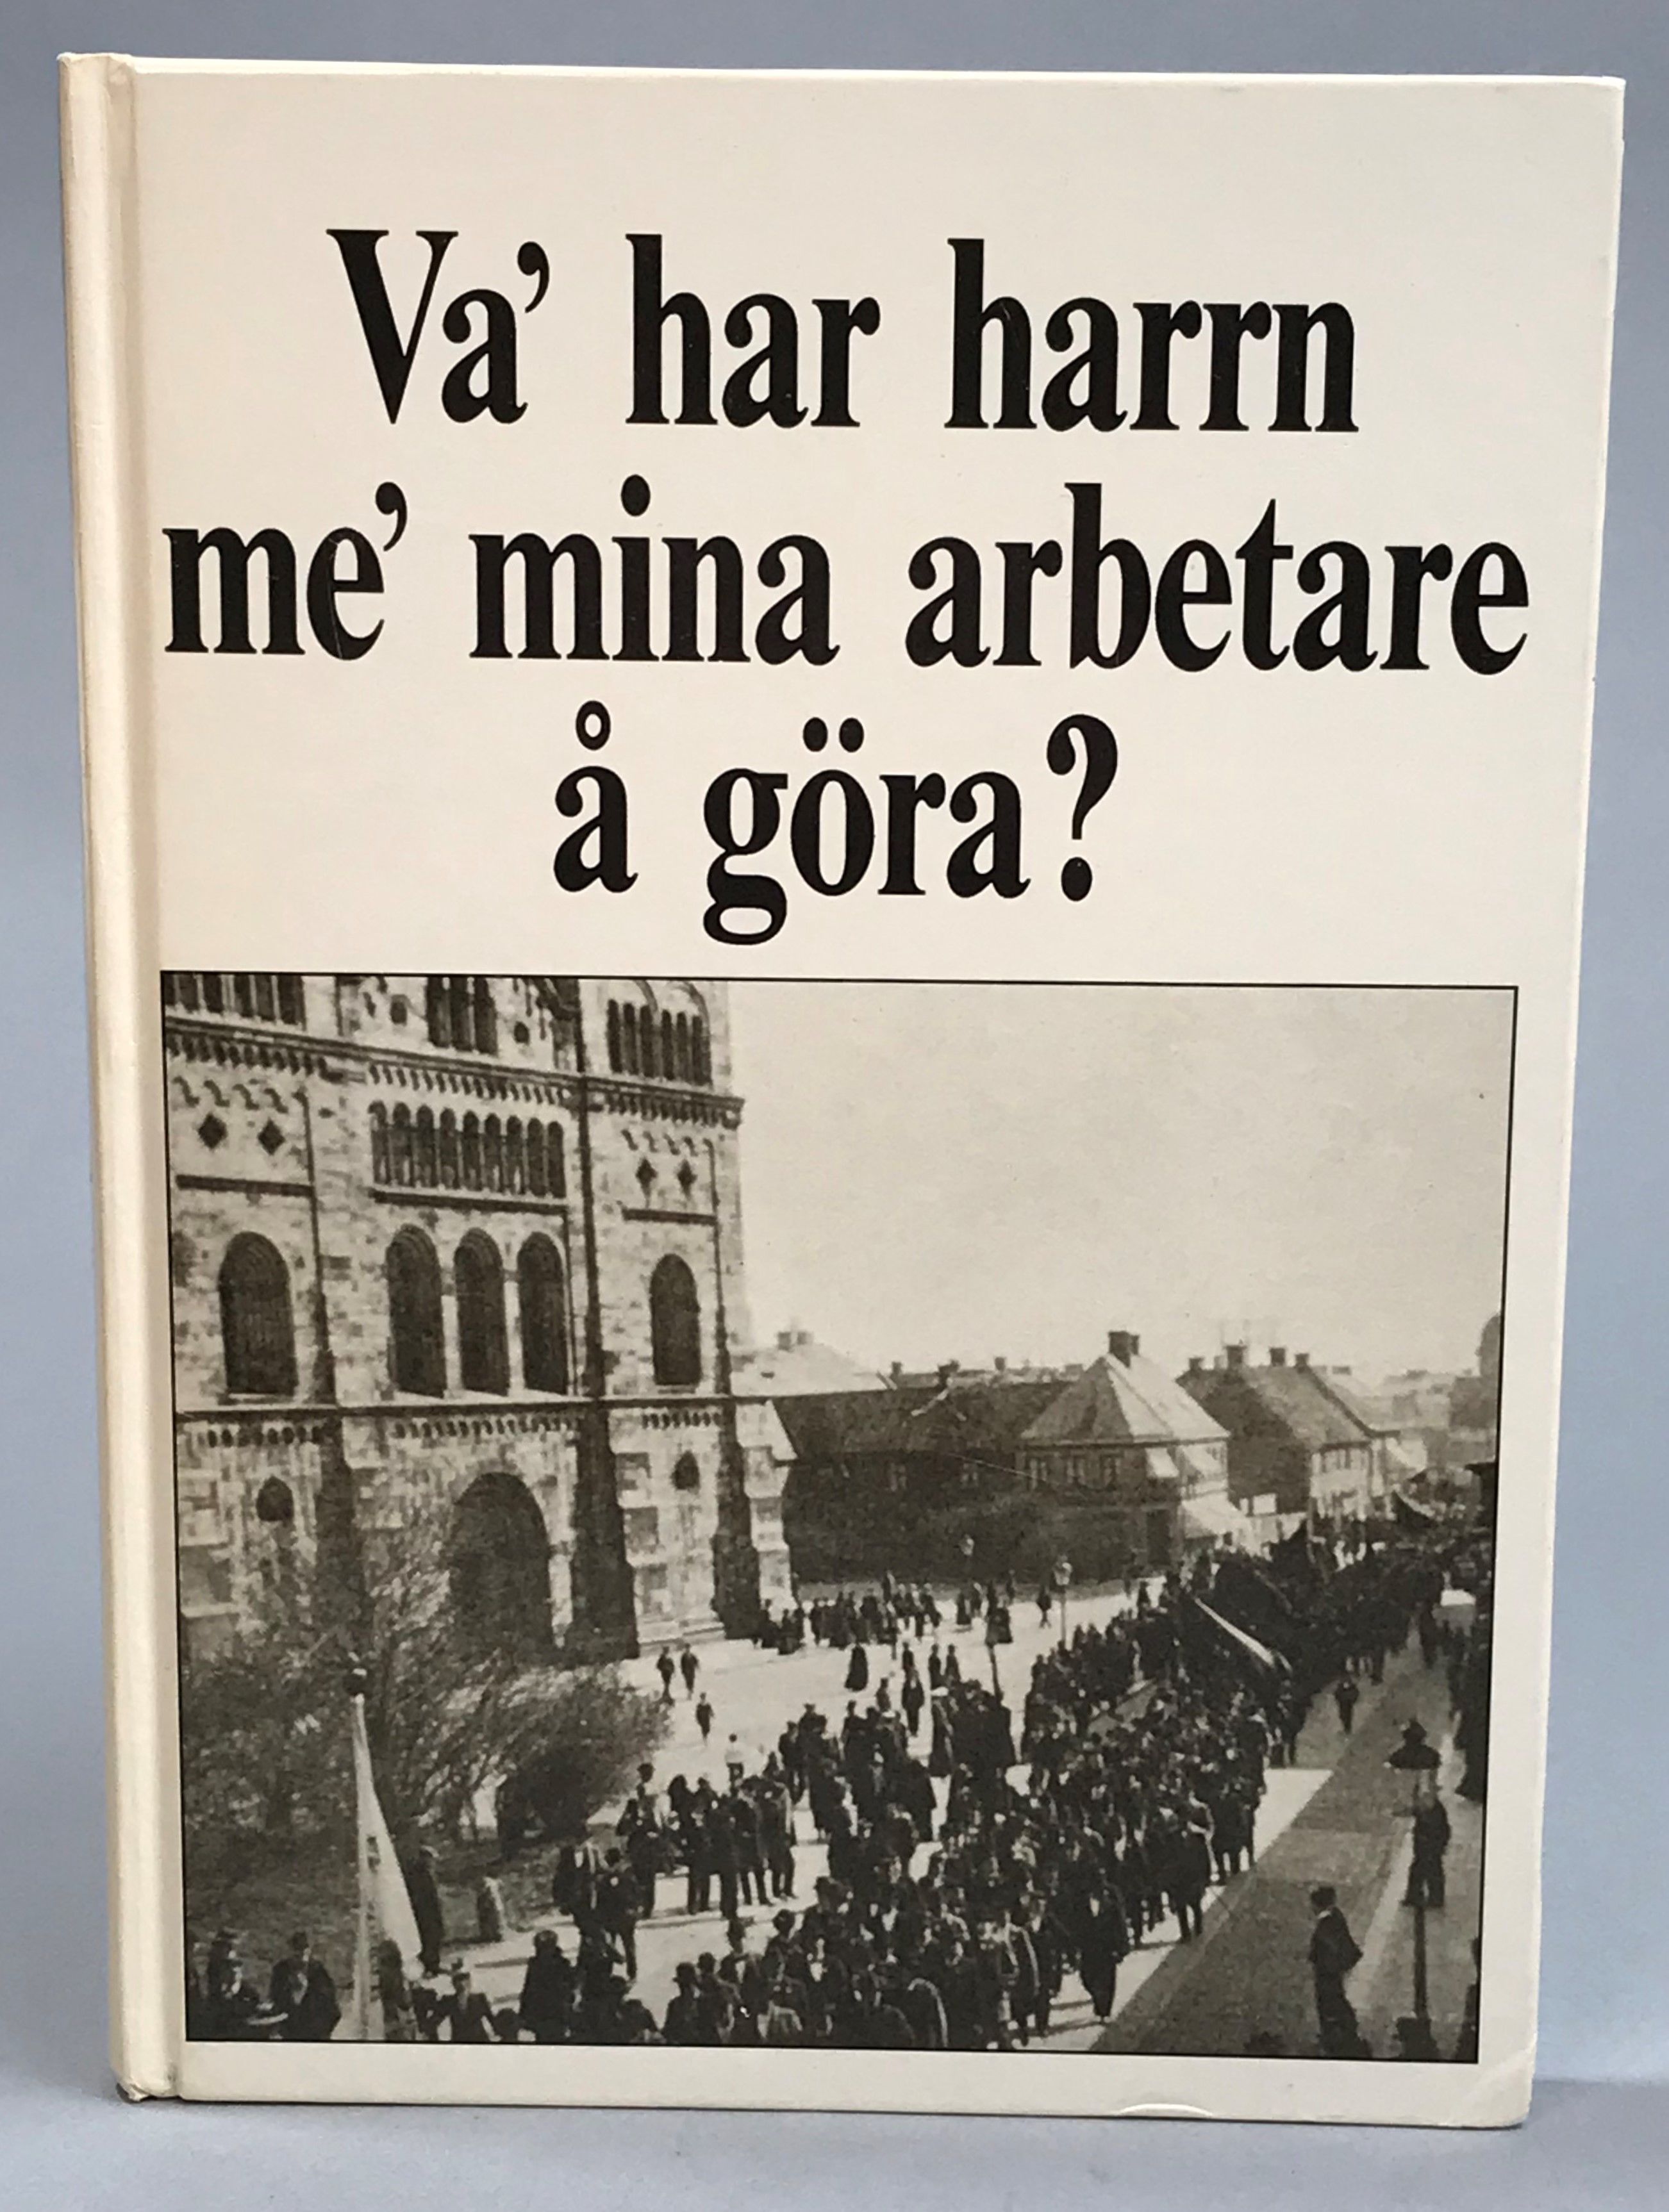 Va’ har harrn
me’ mina arbetare
å göra?